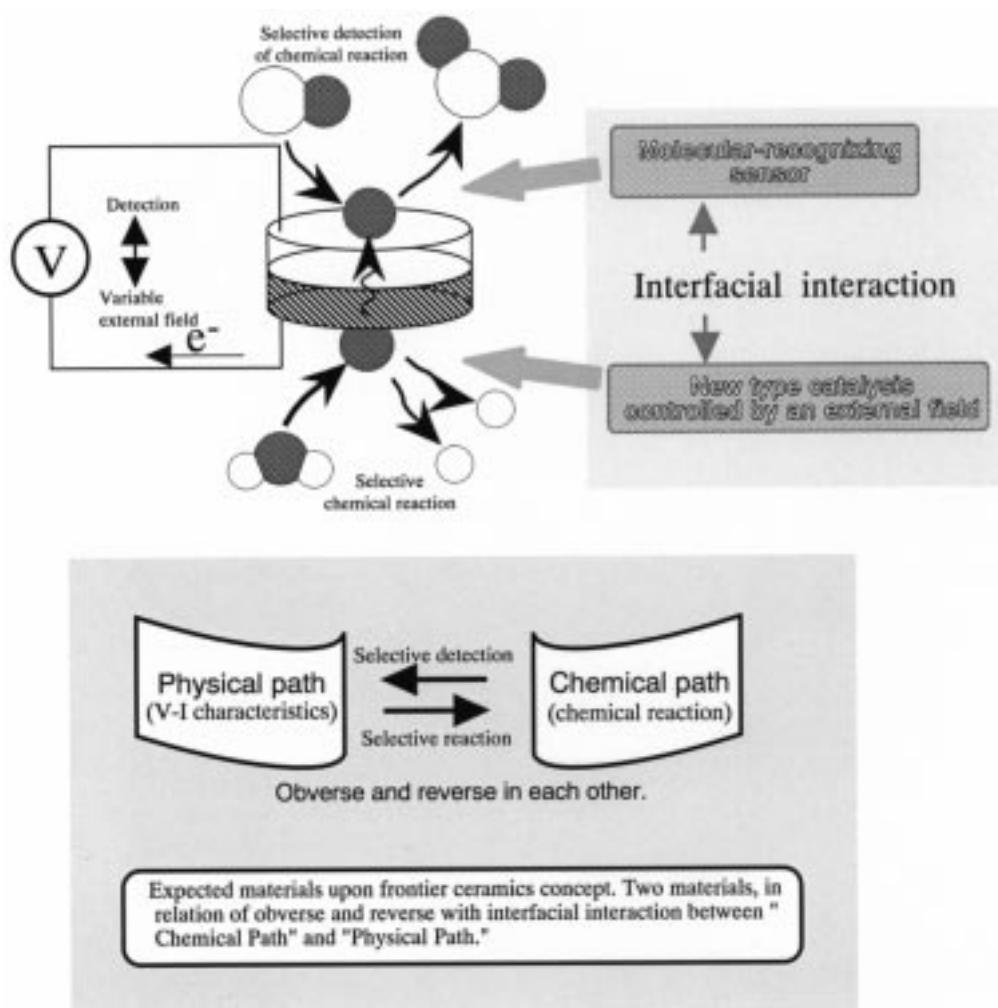 Selective detection
of chemical reaction
Molecular-recognizing
sensor
Detection
V
Variable
external field
e-
Interfacial interaction
New type catalysis
controlled by an external field
Selective
chemical reaction
Physical path
(V-I characteristics)
Selective detection
Selective reaction
Chemical path
(chemical reaction)
Obverse and reverse in each other.
Expected materials upon frontier ceramics concept. Two materials, in
relation of obverse and reverse with interfacial interaction between "
Chemical Path" and "Physical Path."